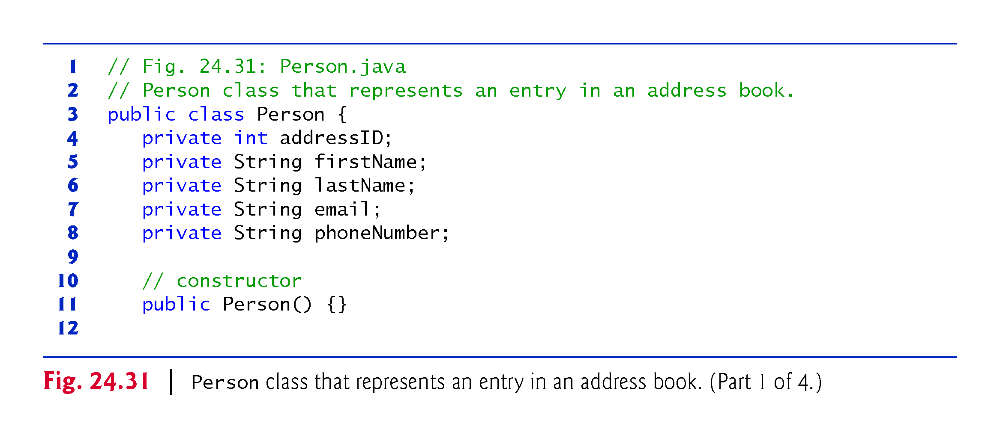 1 // Fig. 24.31: Person.java
2 // Person class that represents an entry in an address book.
3 public class Person {
4    private int addressID;
5    private String firstName;
6    private String lastName;
7    private String email;
8    private String phoneNumber;
9
10    // constructor
11    public Person() {}
12
Fig. 24.31 | Person class that represents an entry in an address book. (Part 1 of 4.)